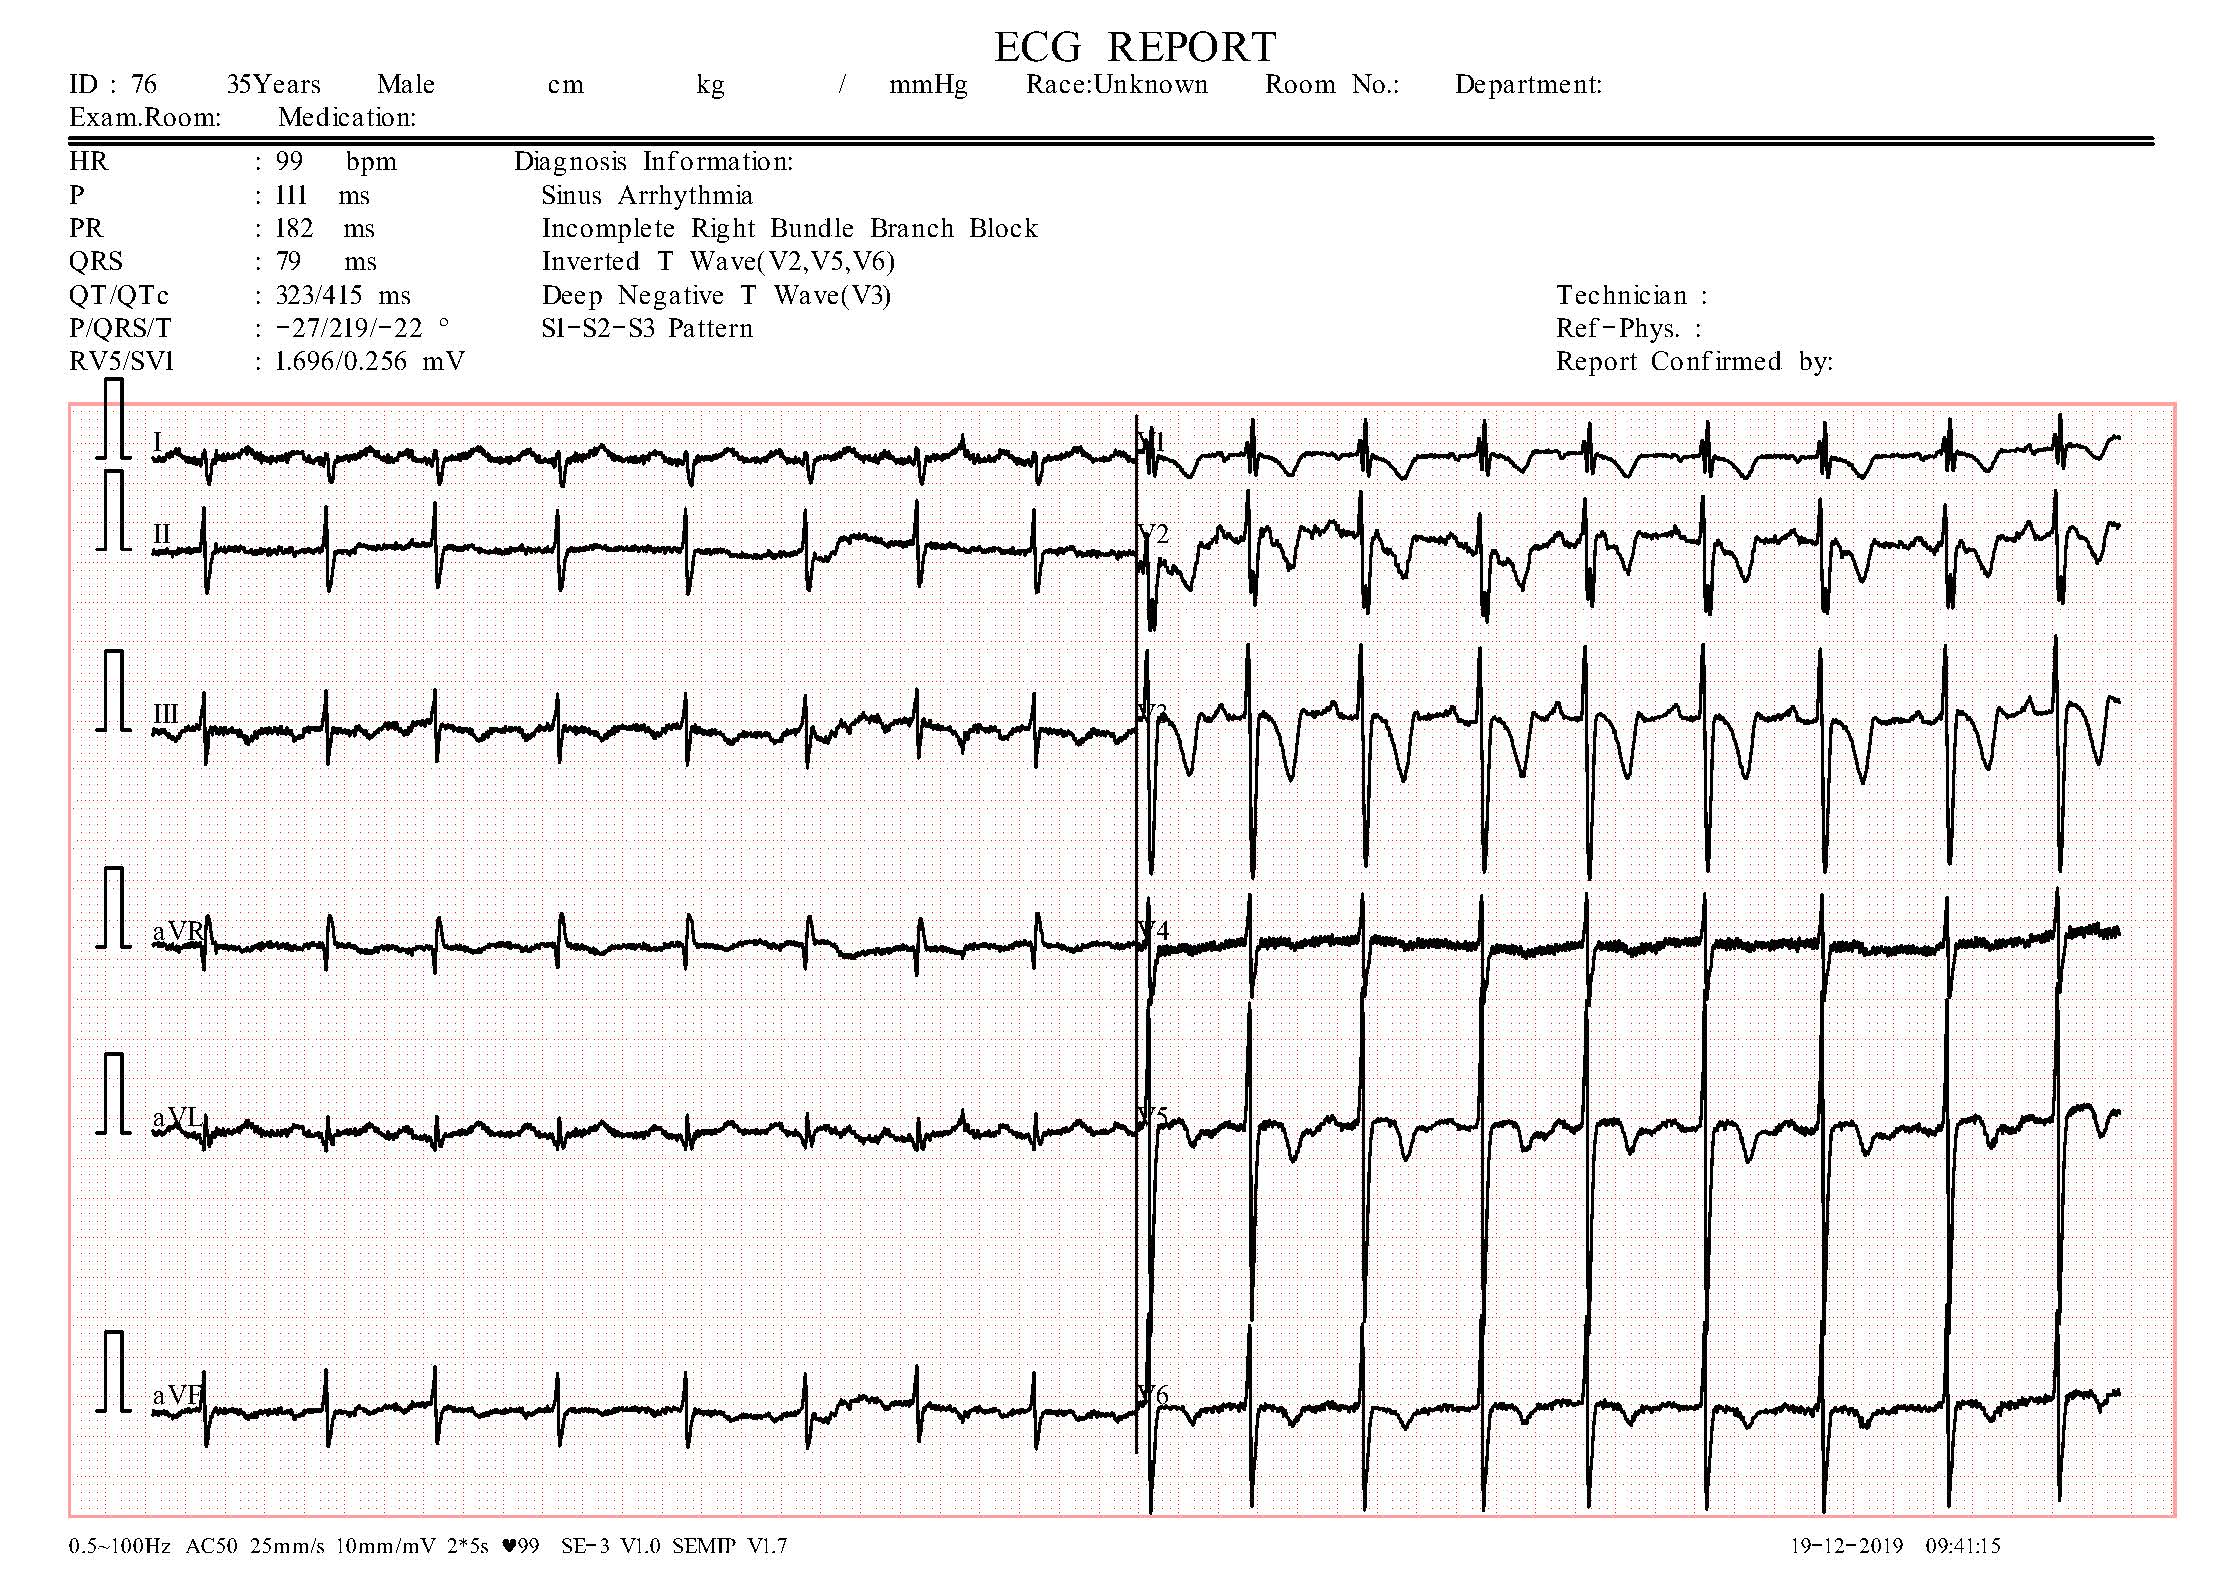 ECG REPORT
ID : 76 35Years Male cm kg / mmHg Race:Unknown Room No.: Department:
Exam.Room: Medication:
HR : 99 bpm Diagnosis Information:
P : 111 ms Sinus Arrhythmia
PR : 182 ms Incomplete Right Bundle Branch Block
QRS : 79 ms Inverted T Wave(V2,V5,V6)
QT/QTc : 323/415 ms Deep Negative T Wave(V3) Technician :
P/QRS/T : -27/219/-22 ° S1-S2-S3 Pattern Ref-Phys. :
RV5/SV1 : 1.696/0.256 mV Report Confirmed by:
I V1
II V2
III V3
aVR V4
aVL V5
aVF V6
0.5~100Hz AC50 25mm/s 10mm/mV 2*5s ♥99 SE-3 V1.0 SEMIP V1.7 19-12-2019 09:41:15